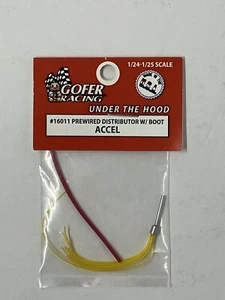 1/24-1/25 SCALE
GOFER
RACING
UNDER THE HOOD
#16011 PREWIRED DISTRIBUTOR W/ BOOT
ACCEL